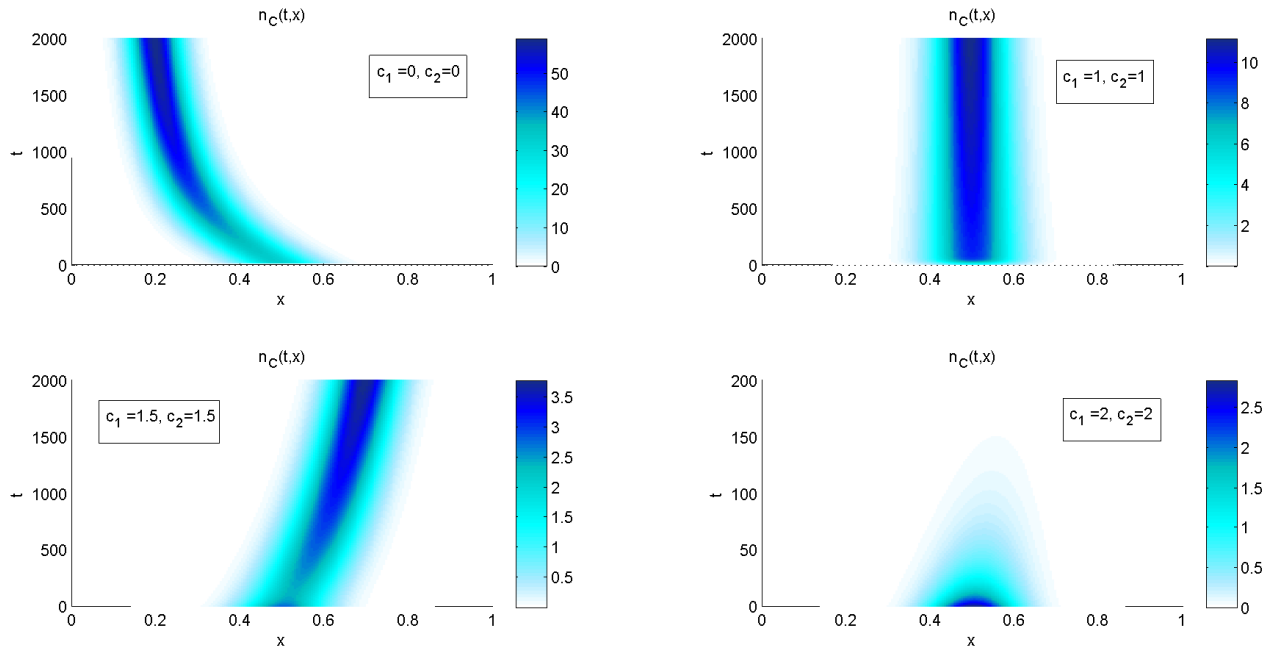 n_C(t,x)
2000
1500
1000
500
0
t
c_1 =0, c_2=0
50
40
30
20
10
0
0 0.2 0.4 0.6 0.8 1
x
n_C(t,x)
2000
1500
1000
500
0
t
c_1 =1, c_2=1
10
8
6
4
2
0 0.2 0.4 0.6 0.8 1
x
n_C(t,x)
2000
1500
1000
500
0
t
c_1 =1.5, c_2=1.5
3.5
3
2.5
2
1.5
1
0.5
0 0.2 0.4 0.6 0.8 1
x
n_C(t,x)
200
150
100
50
0
t
c_1 =2, c_2=2
2.5
2
1.5
1
0.5
0
0 0.2 0.4 0.6 0.8 1
x